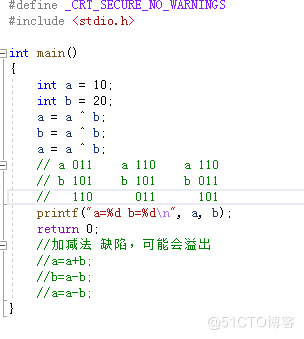 #define _CRT_SECURE_NO_WARNINGS
#include <stdio.h>
int main()
{
    int a = 10;
    int b = 20;
    a = a ^ b;
    b = a ^ b;
    a = a ^ b;
    // a 011    a 110    a 110
    // b 101    b 101    b 011
    //   110      011      101
    printf("a=%d b=%d\n", a, b);
    return 0;
    //加减法 缺陷，可能会溢出
    //a=a+b;
    //b=a-b;
    //a=a-b;
}
@51CTO博客